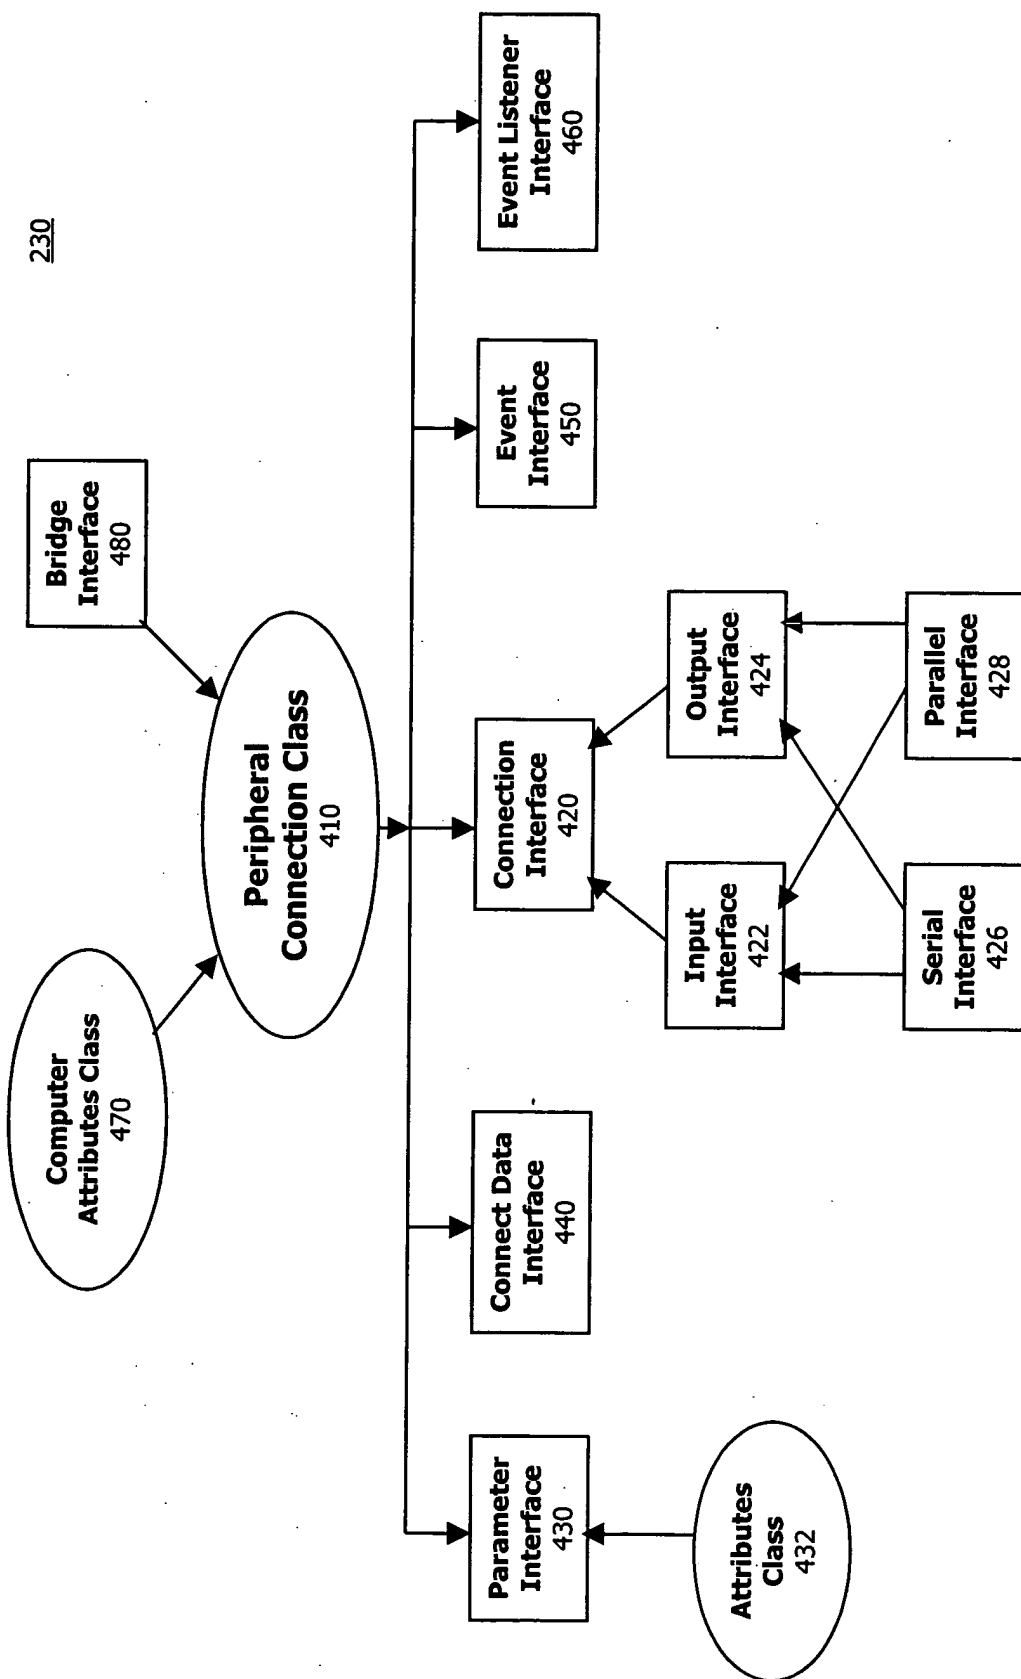 230
Computer
Attributes Class
470
Bridge
Interface
480
Peripheral
Connection Class
410
Parameter
Interface
430
Connect Data
Interface
440
Connection
Interface
420
Event
Interface
450
Event Listener
Interface
460
Input
Interface
422
Output
Interface
424
Attributes
Class
432
Serial
Interface
426
Parallel
Interface
428